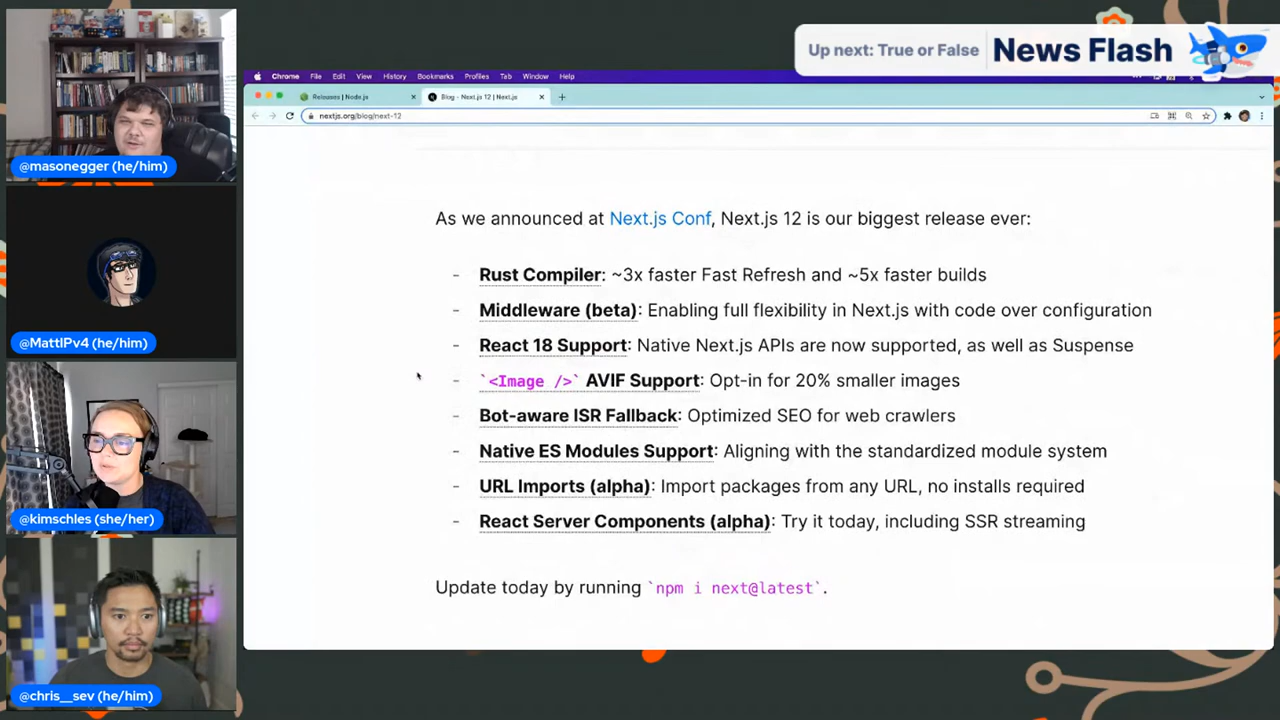 Up next: True or False
News Flash
Chrome File Edit View History Bookmarks Profiles Tab Window Help
Releases | Node.js
Blog - Next.js 12 | Next.js
nextjs.org/blog/next-12
As we announced at Next.js Conf, Next.js 12 is our biggest release ever:
- Rust Compiler: ~3x faster Fast Refresh and ~5x faster builds
- Middleware (beta): Enabling full flexibility in Next.js with code over configuration
- React 18 Support: Native Next.js APIs are now supported, as well as Suspense
- `<Image />` AVIF Support: Opt-in for 20% smaller images
- Bot-aware ISR Fallback: Optimized SEO for web crawlers
- Native ES Modules Support: Aligning with the standardized module system
- URL Imports (alpha): Import packages from any URL, no installs required
- React Server Components (alpha): Try it today, including SSR streaming
Update today by running `npm i next@latest`.
@masonegger (he/him)
@MattIPv4 (he/him)
@kimschles (she/her)
@chris__sev (he/him)